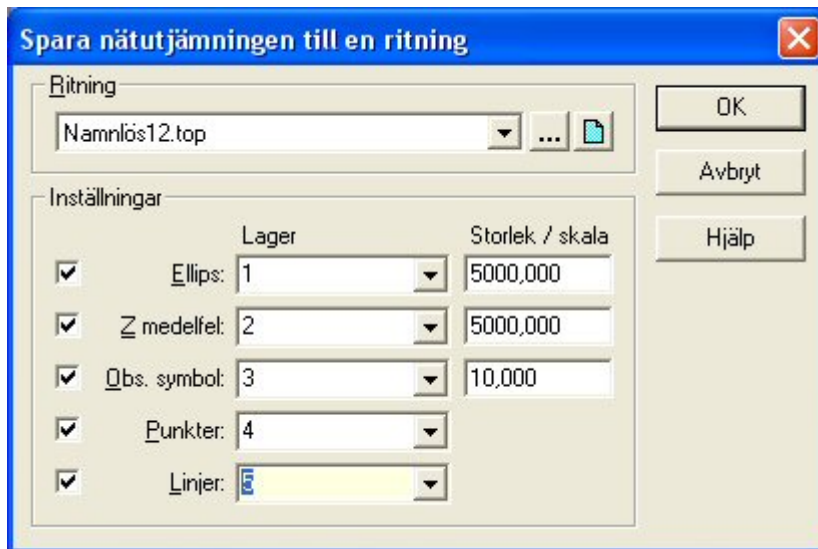 Spara nätutjämningen till en ritning
Ritning
Namnlös12.top
...
OK
Avbryt
Hjälp
Inställningar
Lager Storlek / skala
Ellips: 1 5000,000
Z medelfel: 2 5000,000
Obs. symbol: 3 10,000
Punkter: 4
Linjer: 5